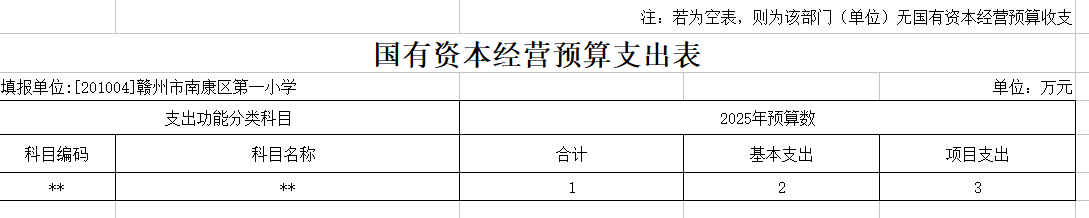 注：若为空表，则为该部门（单位）无国有资本经营预算收支
国有资本经营预算支出表
填报单位:[201004]赣州市南康区第一小学 单位：万元
支出功能分类科目 2025年预算数
科目编码 科目名称 合计 基本支出 项目支出
** ** 1 2 3